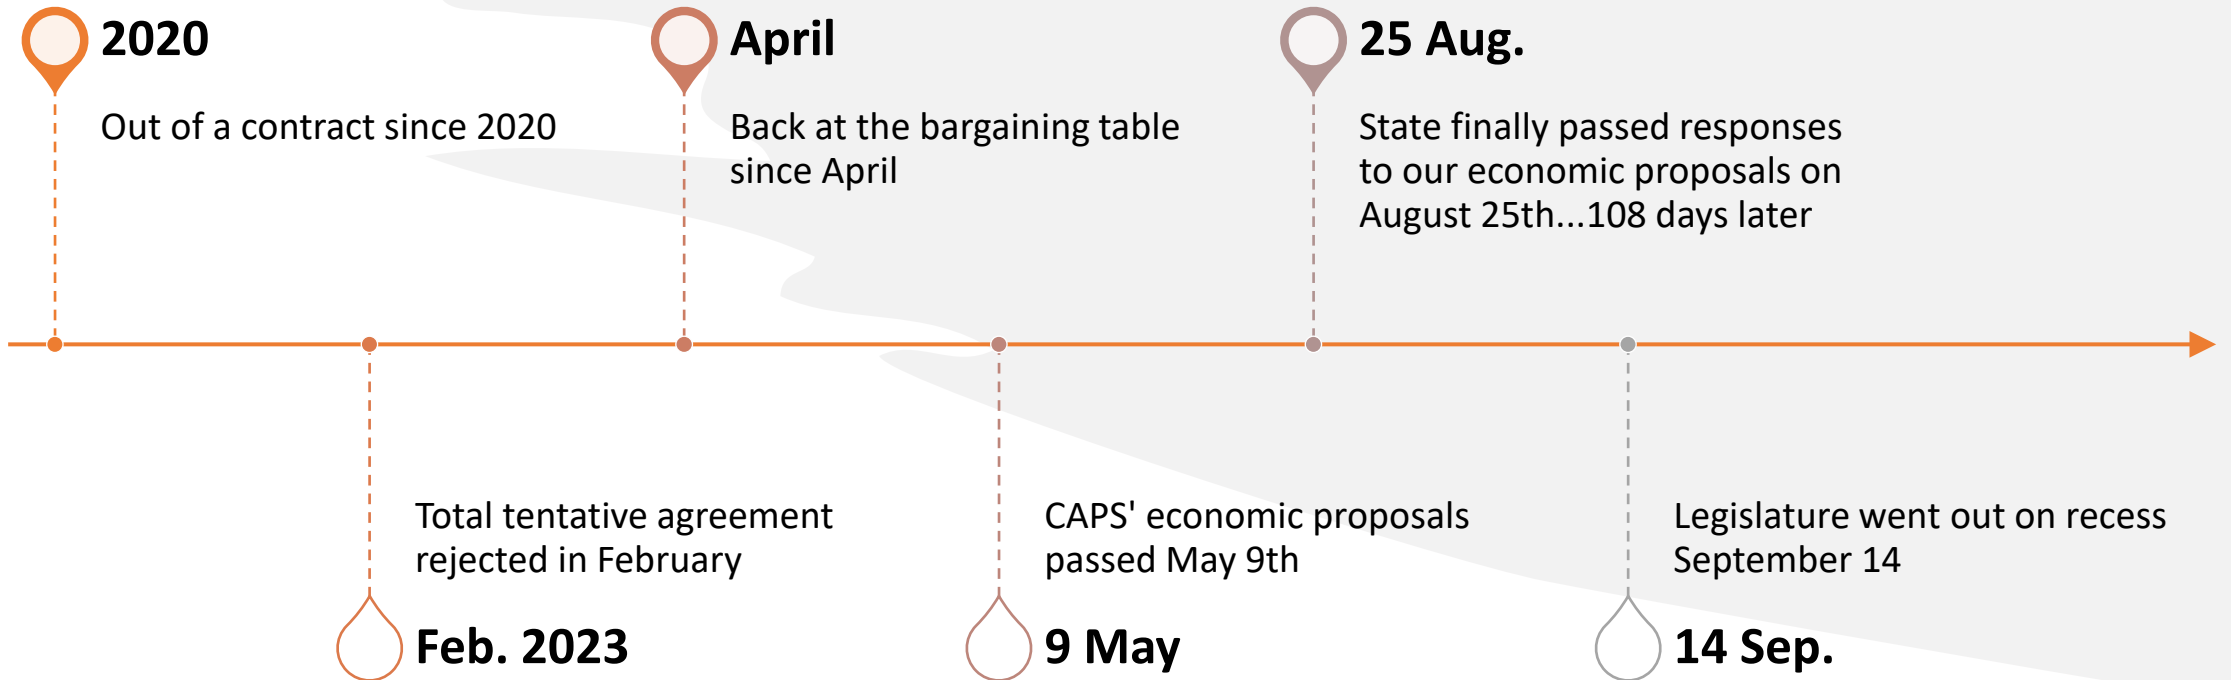 2020
Out of a contract since 2020
Feb. 2023
Total tentative agreement
rejected in February
April
Back at the bargaining table
since April
9 May
CAPS' economic proposals
passed May 9th
25 Aug.
State finally passed responses
to our economic proposals on
August 25th...108 days later
14 Sep.
Legislature went out on recess
September 14